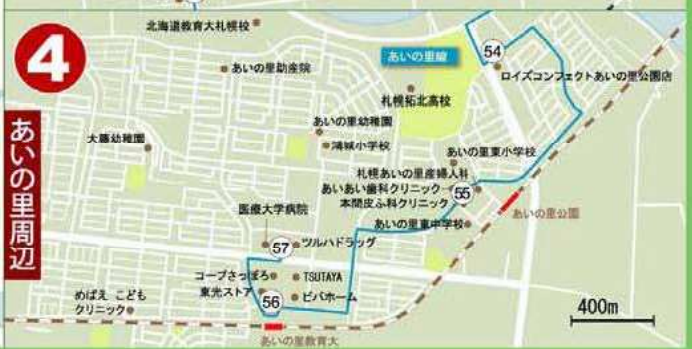 北海道教育大札幌校
4
あいの里線
54
あいの里助産院
ロイズコンフェクトあいの里公園店
札幌拓北高校
あいの里幼稚園
大藤幼稚園
鴻城小学校
あいの里東小学校
あいの里周辺
札幌あいの里産婦人科
あいあい歯科クリニック
55
本間皮ふ科クリニック
医療大学病院
あいの里東中学校
あいの里公園
57
ツルハドラッグ
コープさっぽろ
TSUTAYA
東光ストア
56
ビバホーム
めばえ こども
クリニック
400m
あいの里教育大